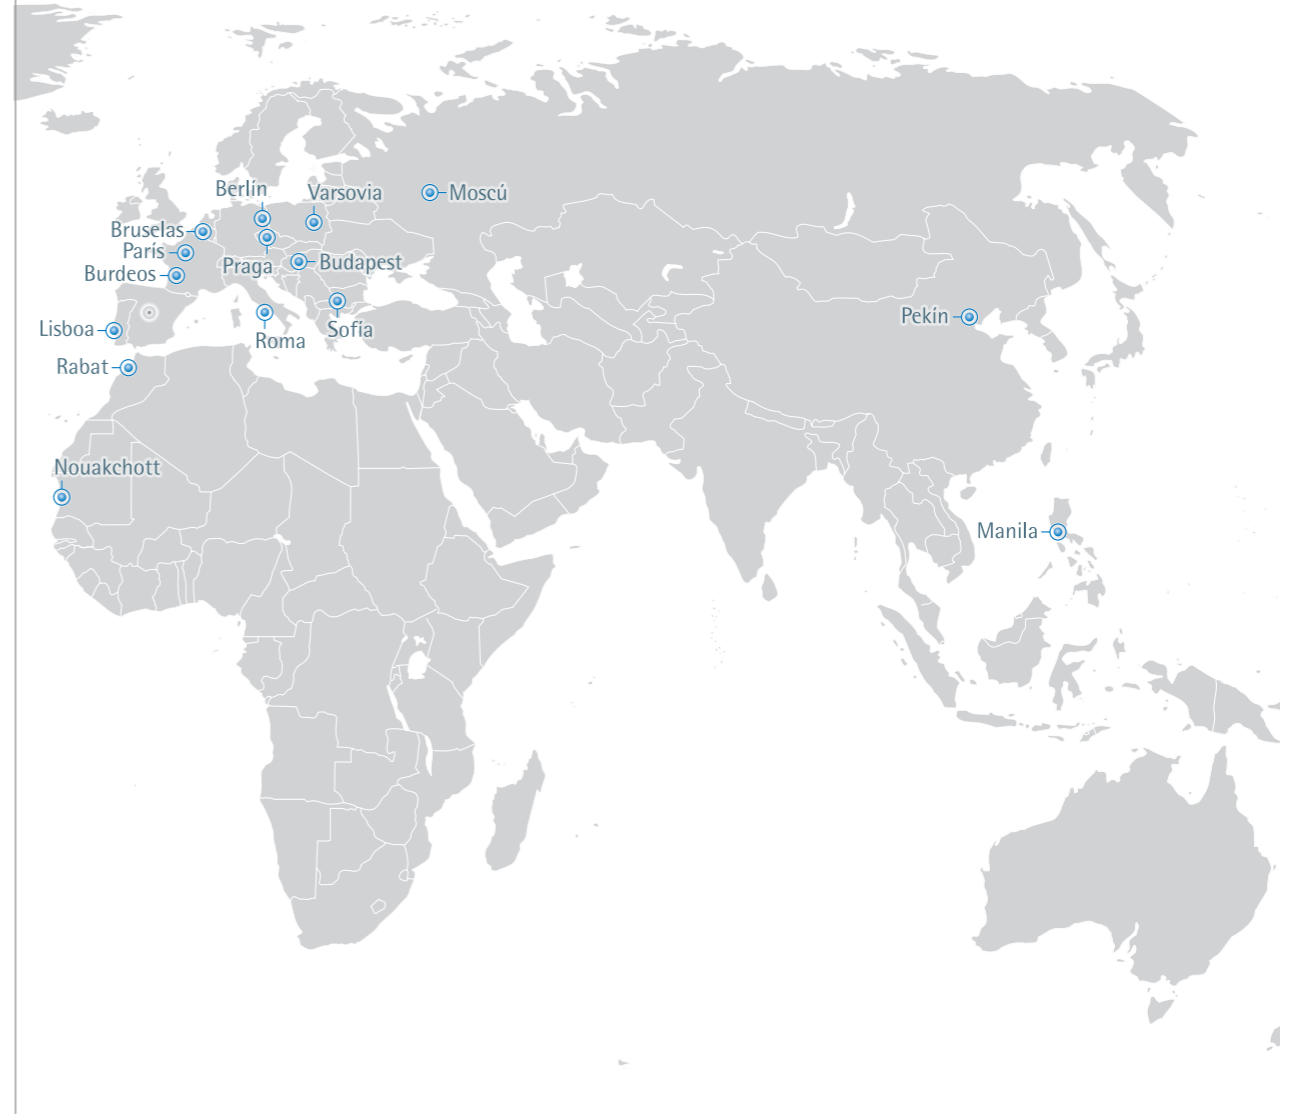 Berlín
Varsovia
Moscú
Bruselas
París
Praga
Budapest
Burdeos
Pekín
Lisboa
Sofía
Roma
Rabat
Nouakchott
Manila